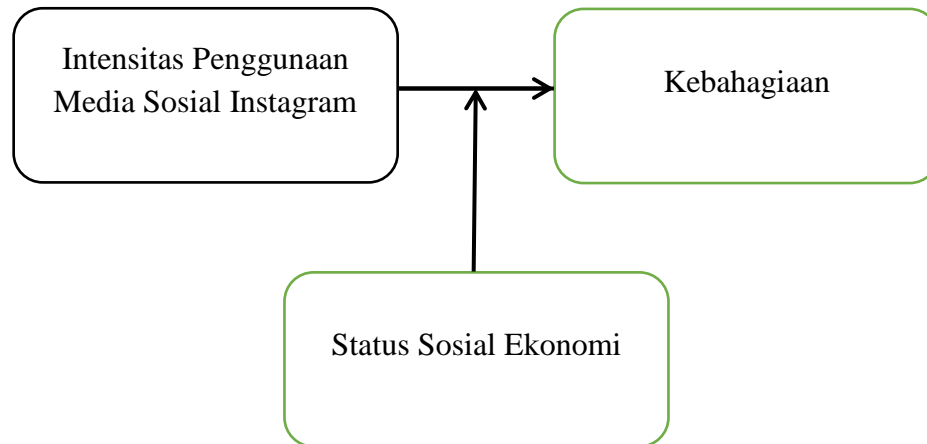 Intensitas Penggunaan
Media Sosial Instagram
Kebahagiaan
Status Sosial Ekonomi